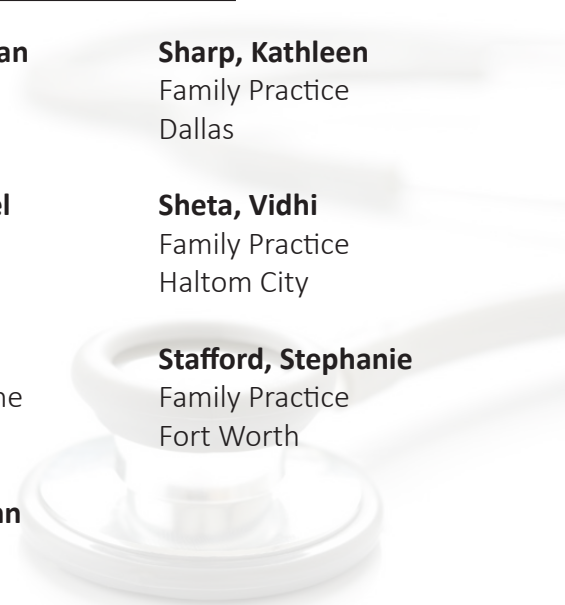 Sharp, Kathleen
Family Practice
Dallas
Sheta, Vidhi
Family Practice
Haltom City
Stafford, Stephanie
Family Practice
Fort Worth